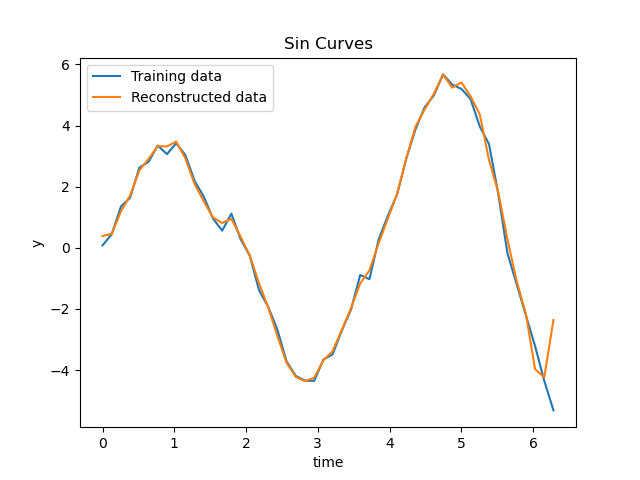 Sin Curves
Training data
Reconstructed data
6
4
2
0
−2
−4
y
0 1 2 3 4 5 6
time